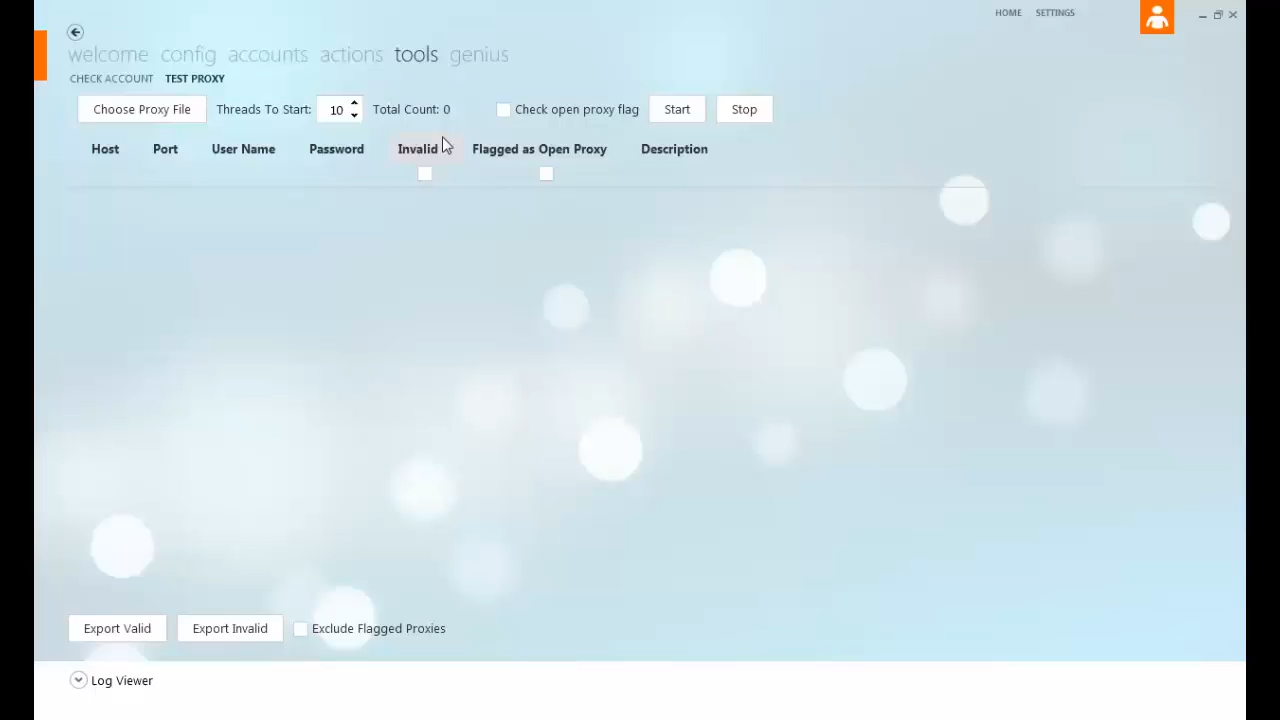 HOME SETTINGS
welcome config accounts actions tools genius
CHECK ACCOUNT TEST PROXY
Choose Proxy File Threads To Start: 10 Total Count: 0 Check open proxy flag Start Stop
Host Port User Name Password Invalid Flagged as Open Proxy Description
Export Valid Export Invalid Exclude Flagged Proxies
Log Viewer